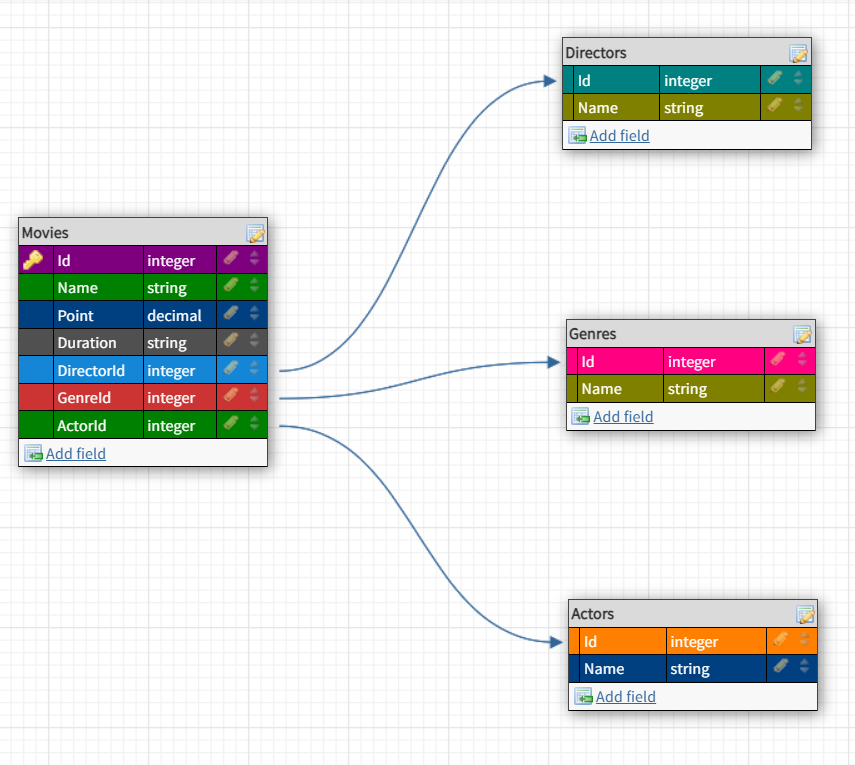 Directors
Id integer
Name string
Add field
Movies
Id integer
Name string
Point decimal
Duration string
DirectorId integer
GenreId integer
ActorId integer
Add field
Genres
Id integer
Name string
Add field
Actors
Id integer
Name string
Add field